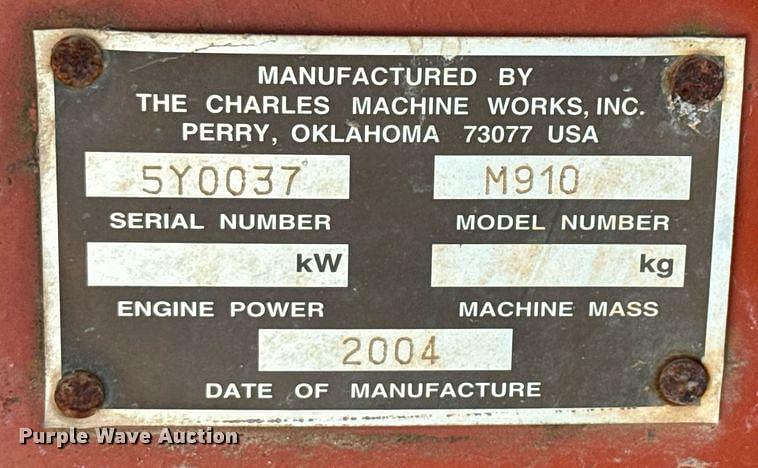 MANUFACTURED BY
THE CHARLES MACHINE WORKS, INC.
PERRY, OKLAHOMA 73077 USA
5Y0037 M910
SERIAL NUMBER MODEL NUMBER
kW kg
ENGINE POWER MACHINE MASS
2004
DATE OF MANUFACTURE
Purple Wave Auction